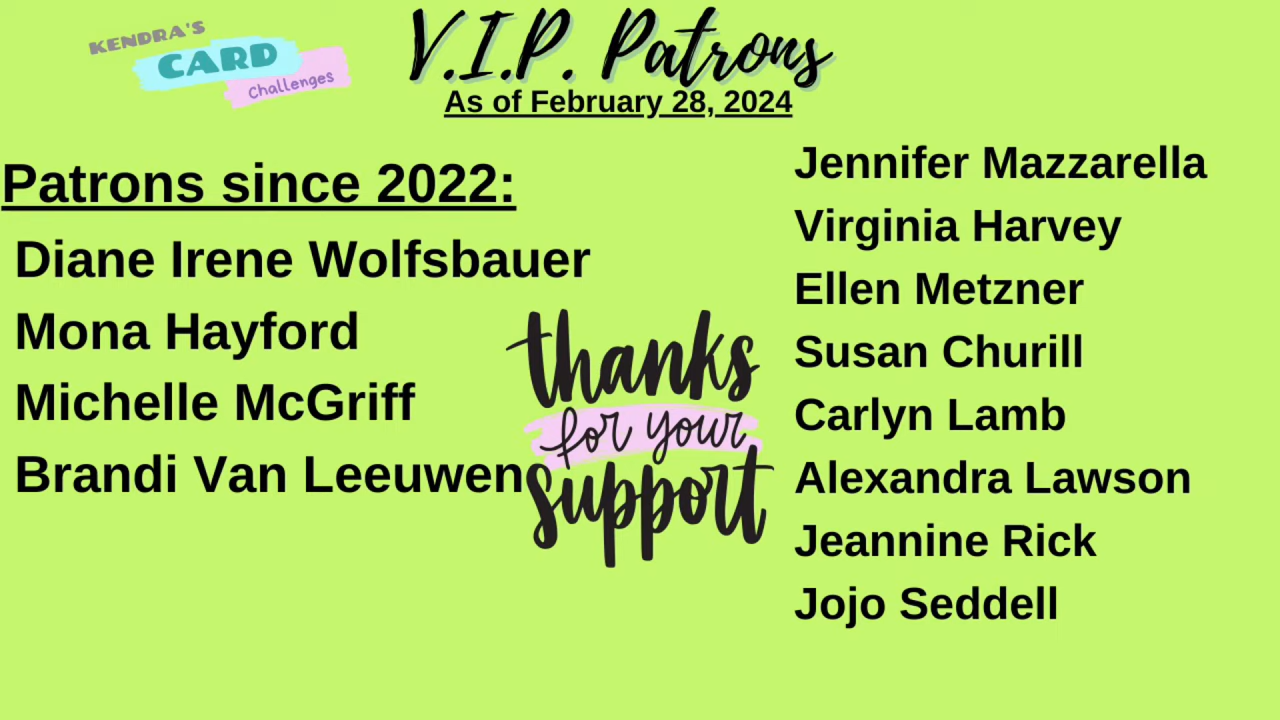 KENDRA'S
CARD
Challenges
V.I.P. Patrons
As of February 28, 2024
Patrons since 2022:
Diane Irene Wolfsbauer
Mona Hayford
Michelle McGriff
Brandi Van Leeuwen
thanks
for your
support
Jennifer Mazzarella
Virginia Harvey
Ellen Metzner
Susan Churill
Carlyn Lamb
Alexandra Lawson
Jeannine Rick
Jojo Seddell